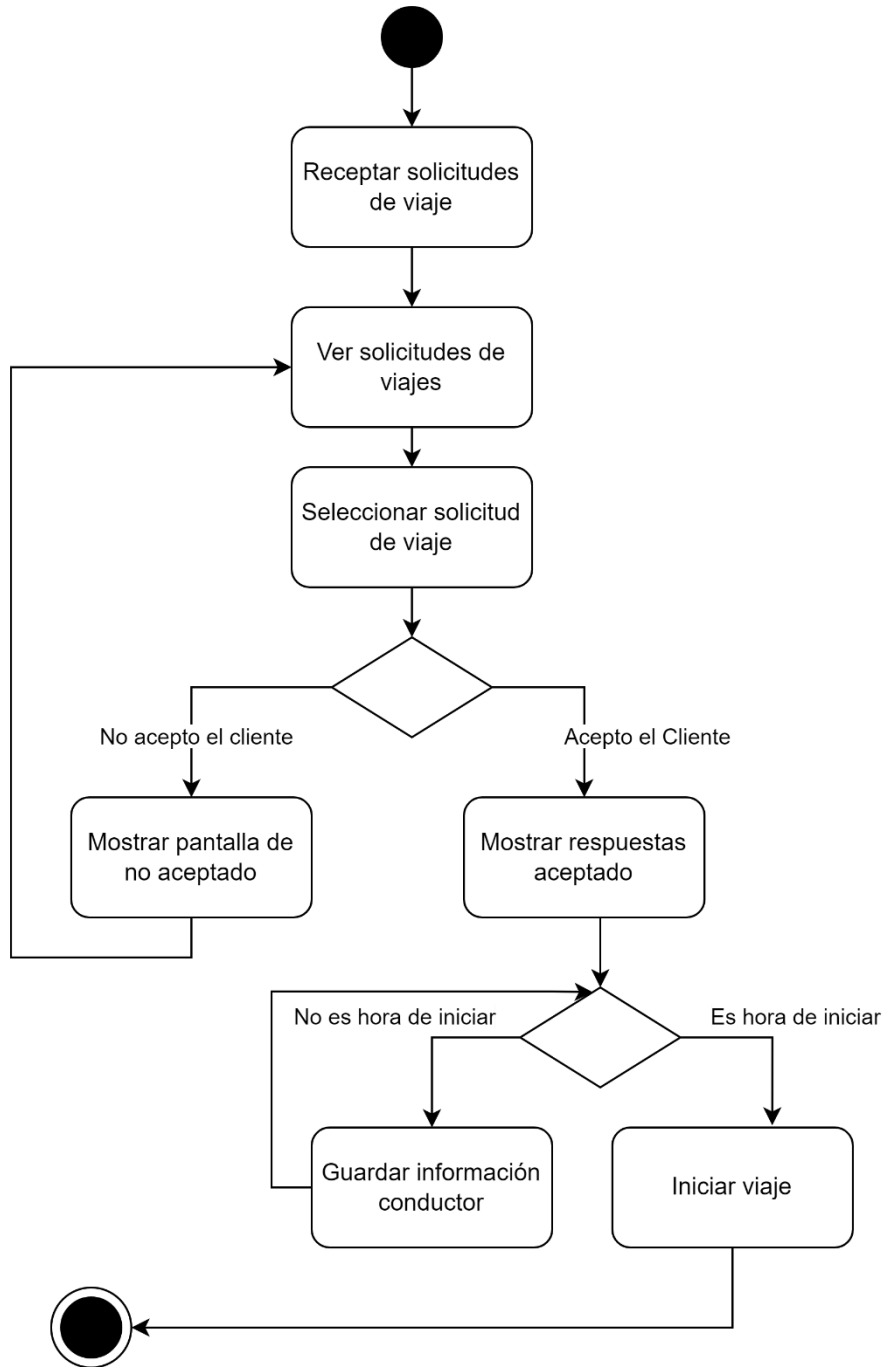 Receptar solicitudes
de viaje
Ver solicitudes de
viajes
Seleccionar solicitud
de viaje
No acepto el cliente
Acepto el Cliente
Mostrar pantalla de
no aceptado
Mostrar respuestas
aceptado
No es hora de iniciar
Es hora de iniciar
Guardar información
conductor
Iniciar viaje